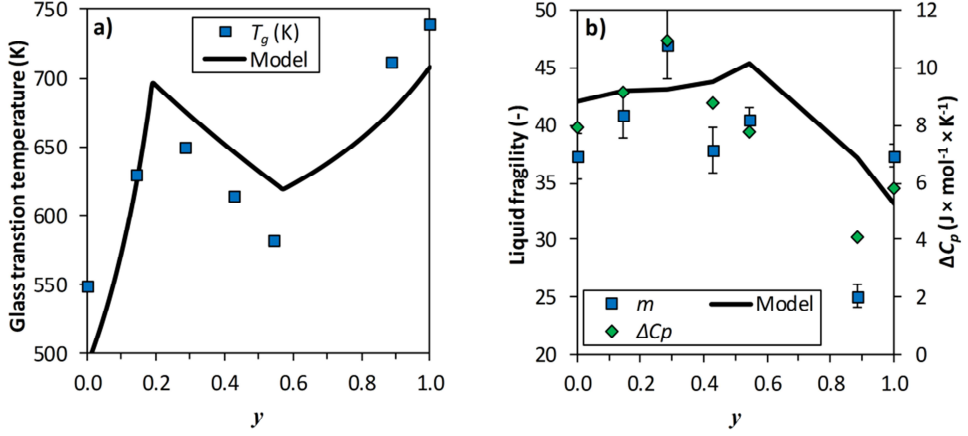 a)
Tg (K)
Model
Glass transtion temperature (K)
750
700
650
600
550
500
0.0 0.2 0.4 0.6 0.8 1.0
y
b)
Liquid fragility (-)
50
45
40
35
30
25
20
m Model
ΔCp
12
10
8
6
4
2
0
ΔCp (J × mol-1 × K-1)
0.0 0.2 0.4 0.6 0.8 1.0
y